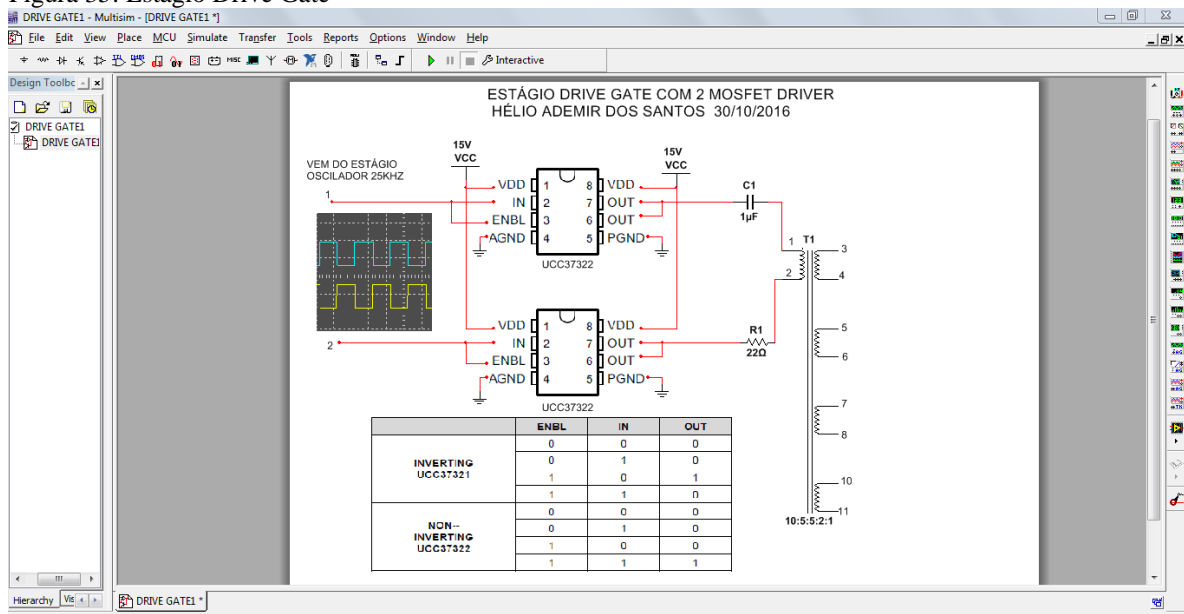 Figura 35: Estágio Drive Gate
DRIVE GATE1 - Multisim - [DRIVE GATE1 *]
File Edit View Place MCU Simulate Transfer Tools Reports Options Window Help
Interactive
Design Toolbc
DRIVE GATE1
DRIVE GATE1
ESTÁGIO DRIVE GATE COM 2 MOSFET DRIVER
HÉLIO ADEMIR DOS SANTOS 30/10/2016
VEM DO ESTÁGIO
OSCILADOR 25KHZ
1
2
15V
VCC
15V
VCC
VDD 1 8 VDD
IN 2 7 OUT
ENBL 3 6 OUT
AGND 4 5 PGND
UCC37322
VDD 1 8 VDD
IN 2 7 OUT
ENBL 3 6 OUT
AGND 4 5 PGND
UCC37322
C1
1µF
R1
22Ω
T1
1
2
3
4
5
6
7
8
10
11
10:5:5:2:1
ENBL IN OUT
INVERTING
UCC37321
0 0 0
0 1 0
1 0 1
1 1 0
NON--
INVERTING
UCC37322
0 0 0
0 1 0
1 0 0
1 1 1
Hierarchy Vis
DRIVE GATE1 *